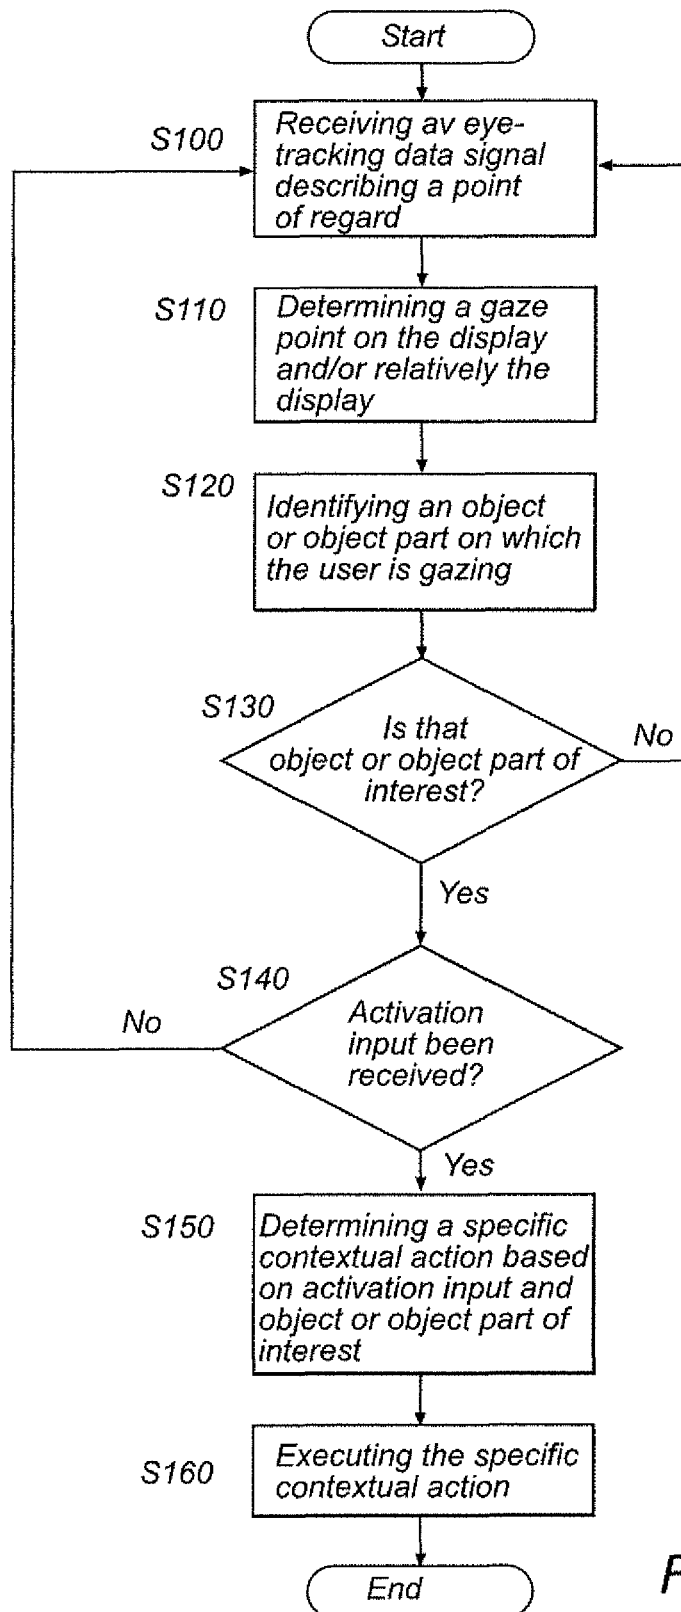 Start
S100
Receiving av eye-
tracking data signal
describing a point
of regard
S110
Determining a gaze
point on the display
and/or relatively the
display
S120
Identifying an object
or object part on which
the user is gazing
S130
Is that
object or object part of
interest?
No
Yes
S140
No
Activation
input been
received?
Yes
S150
Determining a specific
contextual action based
on activation input and
object or object part of
interest
S160
Executing the specific
contextual action
End